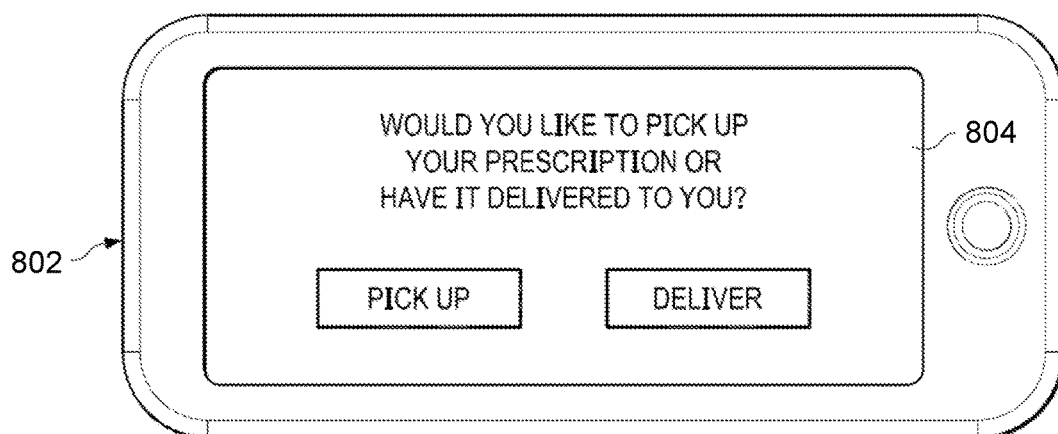 WOULD YOU LIKE TO PICK UP
YOUR PRESCRIPTION OR
HAVE IT DELIVERED TO YOU?
804
802
PICK UP
DELIVER